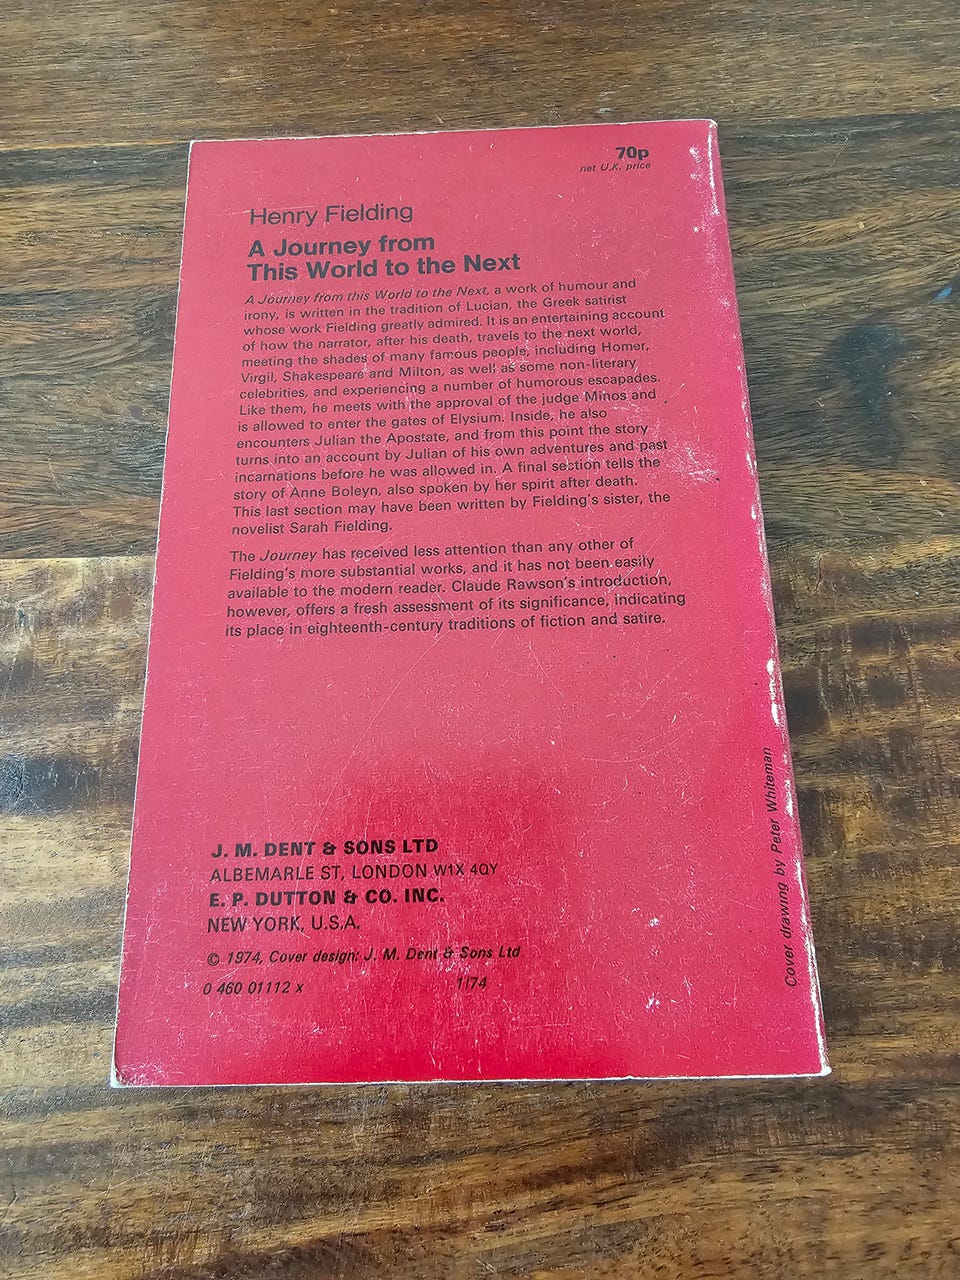 70p
net U.K. price
Henry Fielding
A Journey from
This World to the Next
A Journey from this World to the Next, a work of humour and
irony, is written in the tradition of Lucian, the Greek satirist
whose work Fielding greatly admired. It is an entertaining account
of how the narrator, after his death, travels to the next world,
meeting the shades of many famous people, including Homer,
Virgil, Shakespeare and Milton, as well as some non-literary
celebrities, and experiencing a number of humorous escapades.
Like them, he meets with the approval of the judge Minos and
is allowed to enter the gates of Elysium. Inside, he also
encounters Julian the Apostate, and from this point the story
turns into an account by Julian of his own adventures and past
incarnations before he was allowed in. A final section tells the
story of Anne Boleyn, also spoken by her spirit after death.
This last section may have been written by Fielding's sister, the
novelist Sarah Fielding.
The Journey has received less attention than any other of
Fielding's more substantial works, and it has not been easily
available to the modern reader. Claude Rawson's introduction,
however, offers a fresh assessment of its significance, indicating
its place in eighteenth-century traditions of fiction and satire.
J. M. DENT & SONS LTD
ALBEMARLE ST, LONDON W1X 4QY
E. P. DUTTON & CO. INC.
NEW YORK, U.S.A.
© 1974, Cover design: J. M. Dent & Sons Ltd
0 460 01112 x 1/74
Cover drawing by Peter Whiteman